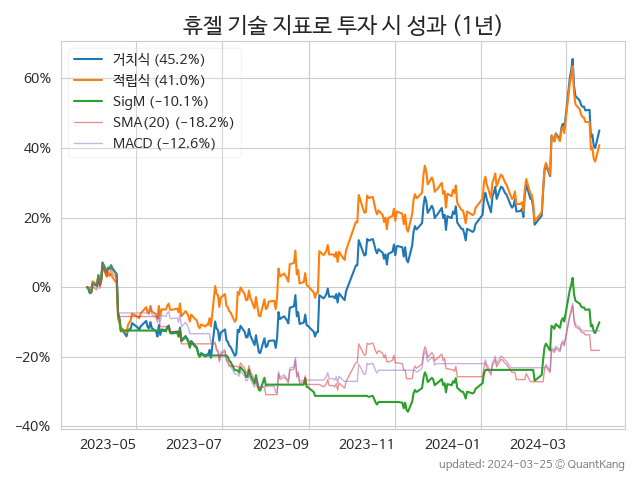 휴젤 기술 지표로 투자 시 성과 (1년)
거치식 (45.2%)
적립식 (41.0%)
SigM (−10.1%)
SMA(20) (−18.2%)
MACD (−12.6%)
60%
40%
20%
0%
−20%
−40%
2023−05
2023−07
2023−09
2023−11
2024−01
2024−03
updated: 2024-03-25 © QuantKang